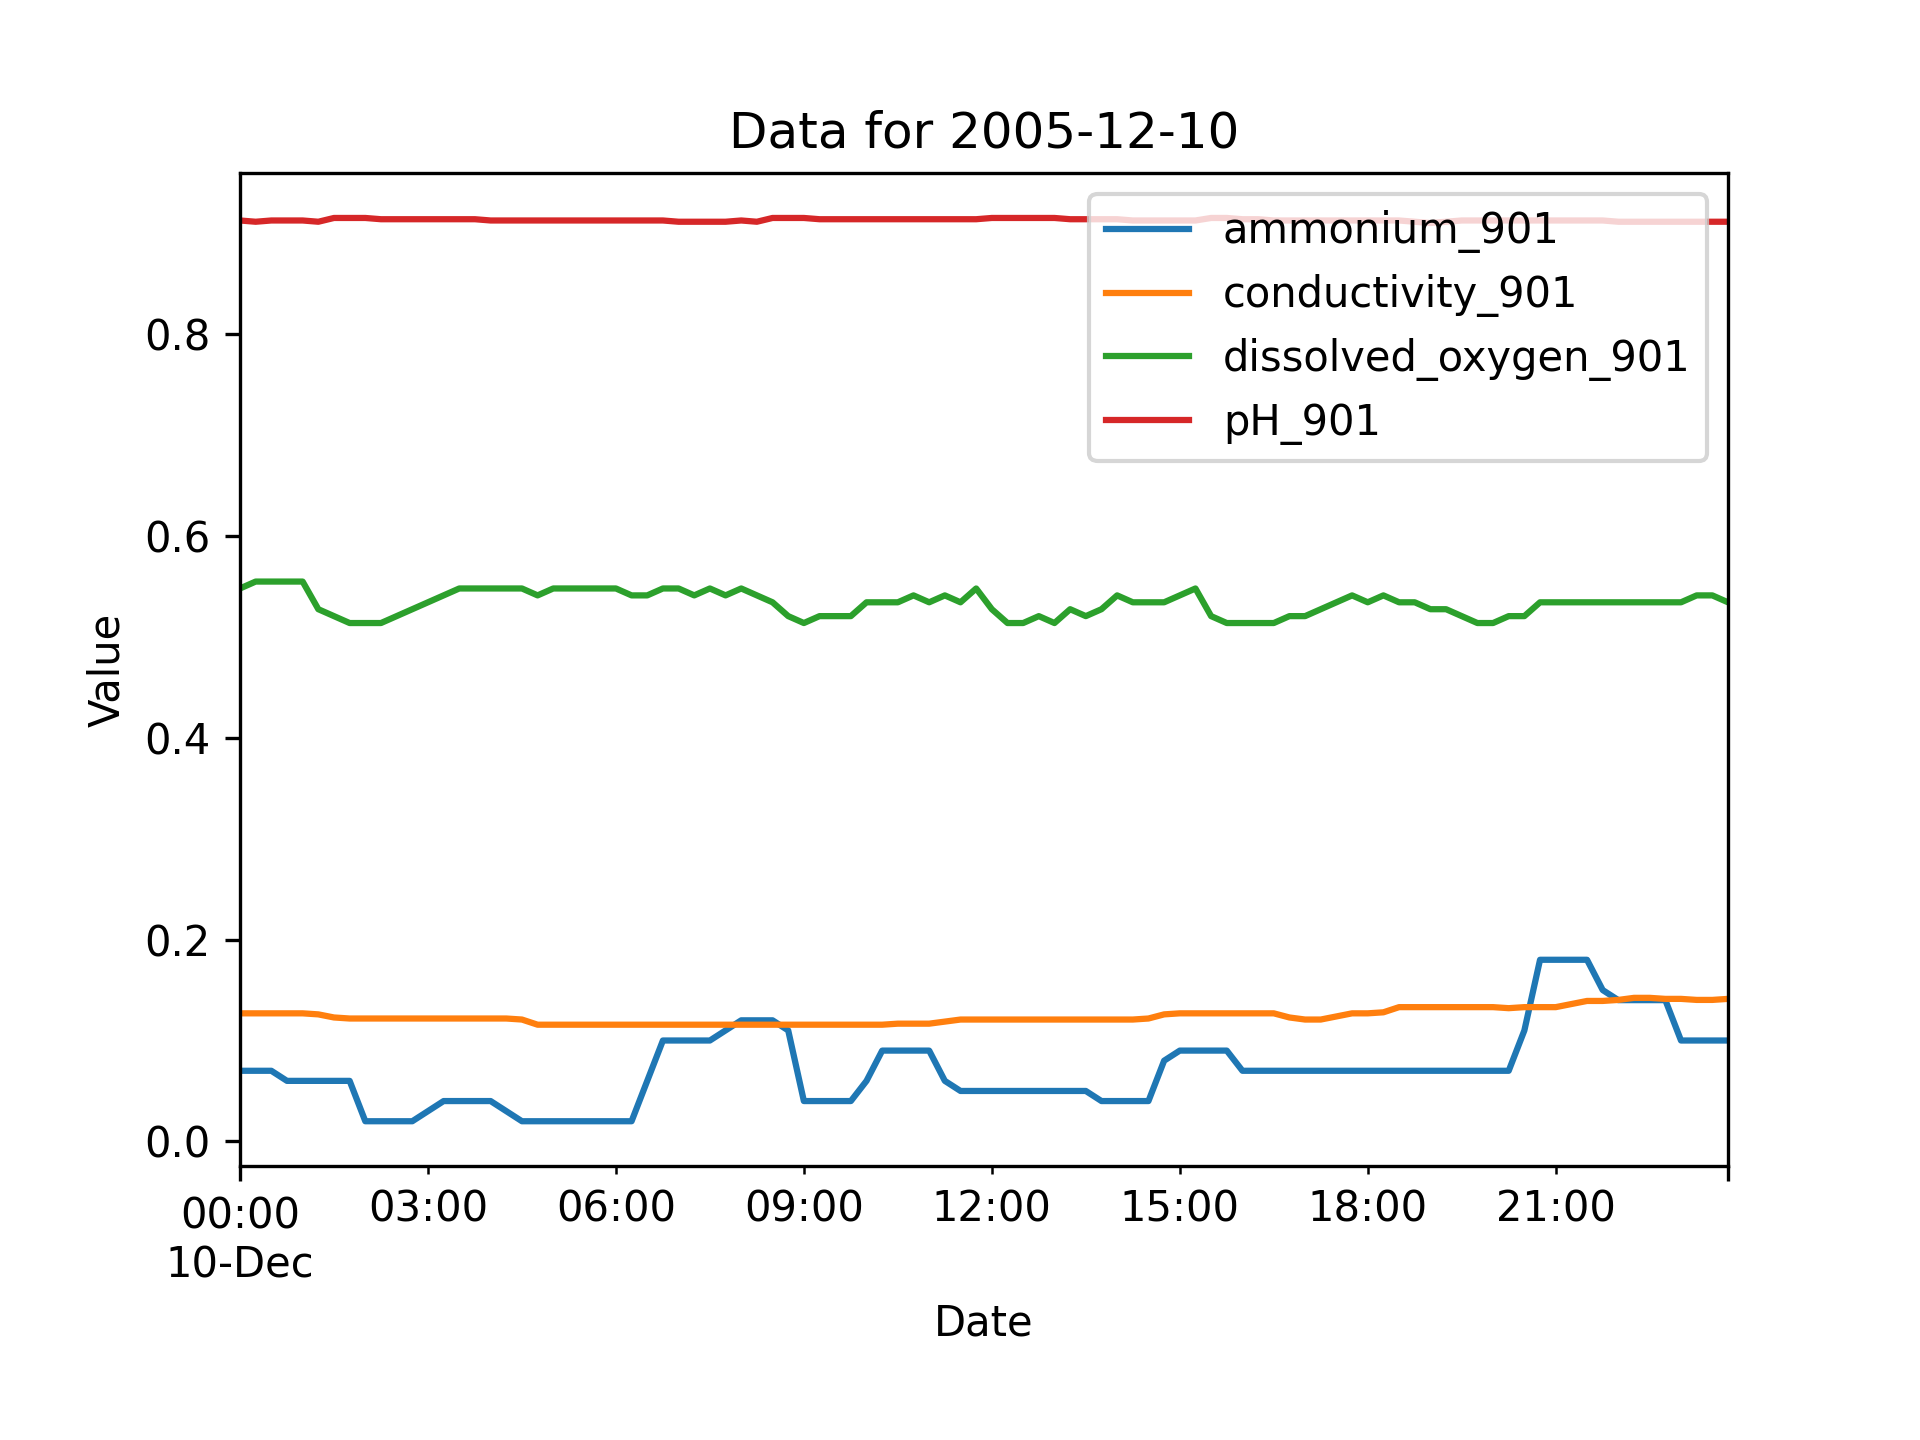 Data for 2005-12-10
ammonium_901
conductivity_901
dissolved_oxygen_901
pH_901
Value
0.8
0.6
0.4
0.2
0.0
00:00 03:00 06:00 09:00 12:00 15:00 18:00 21:00
10-Dec
Date